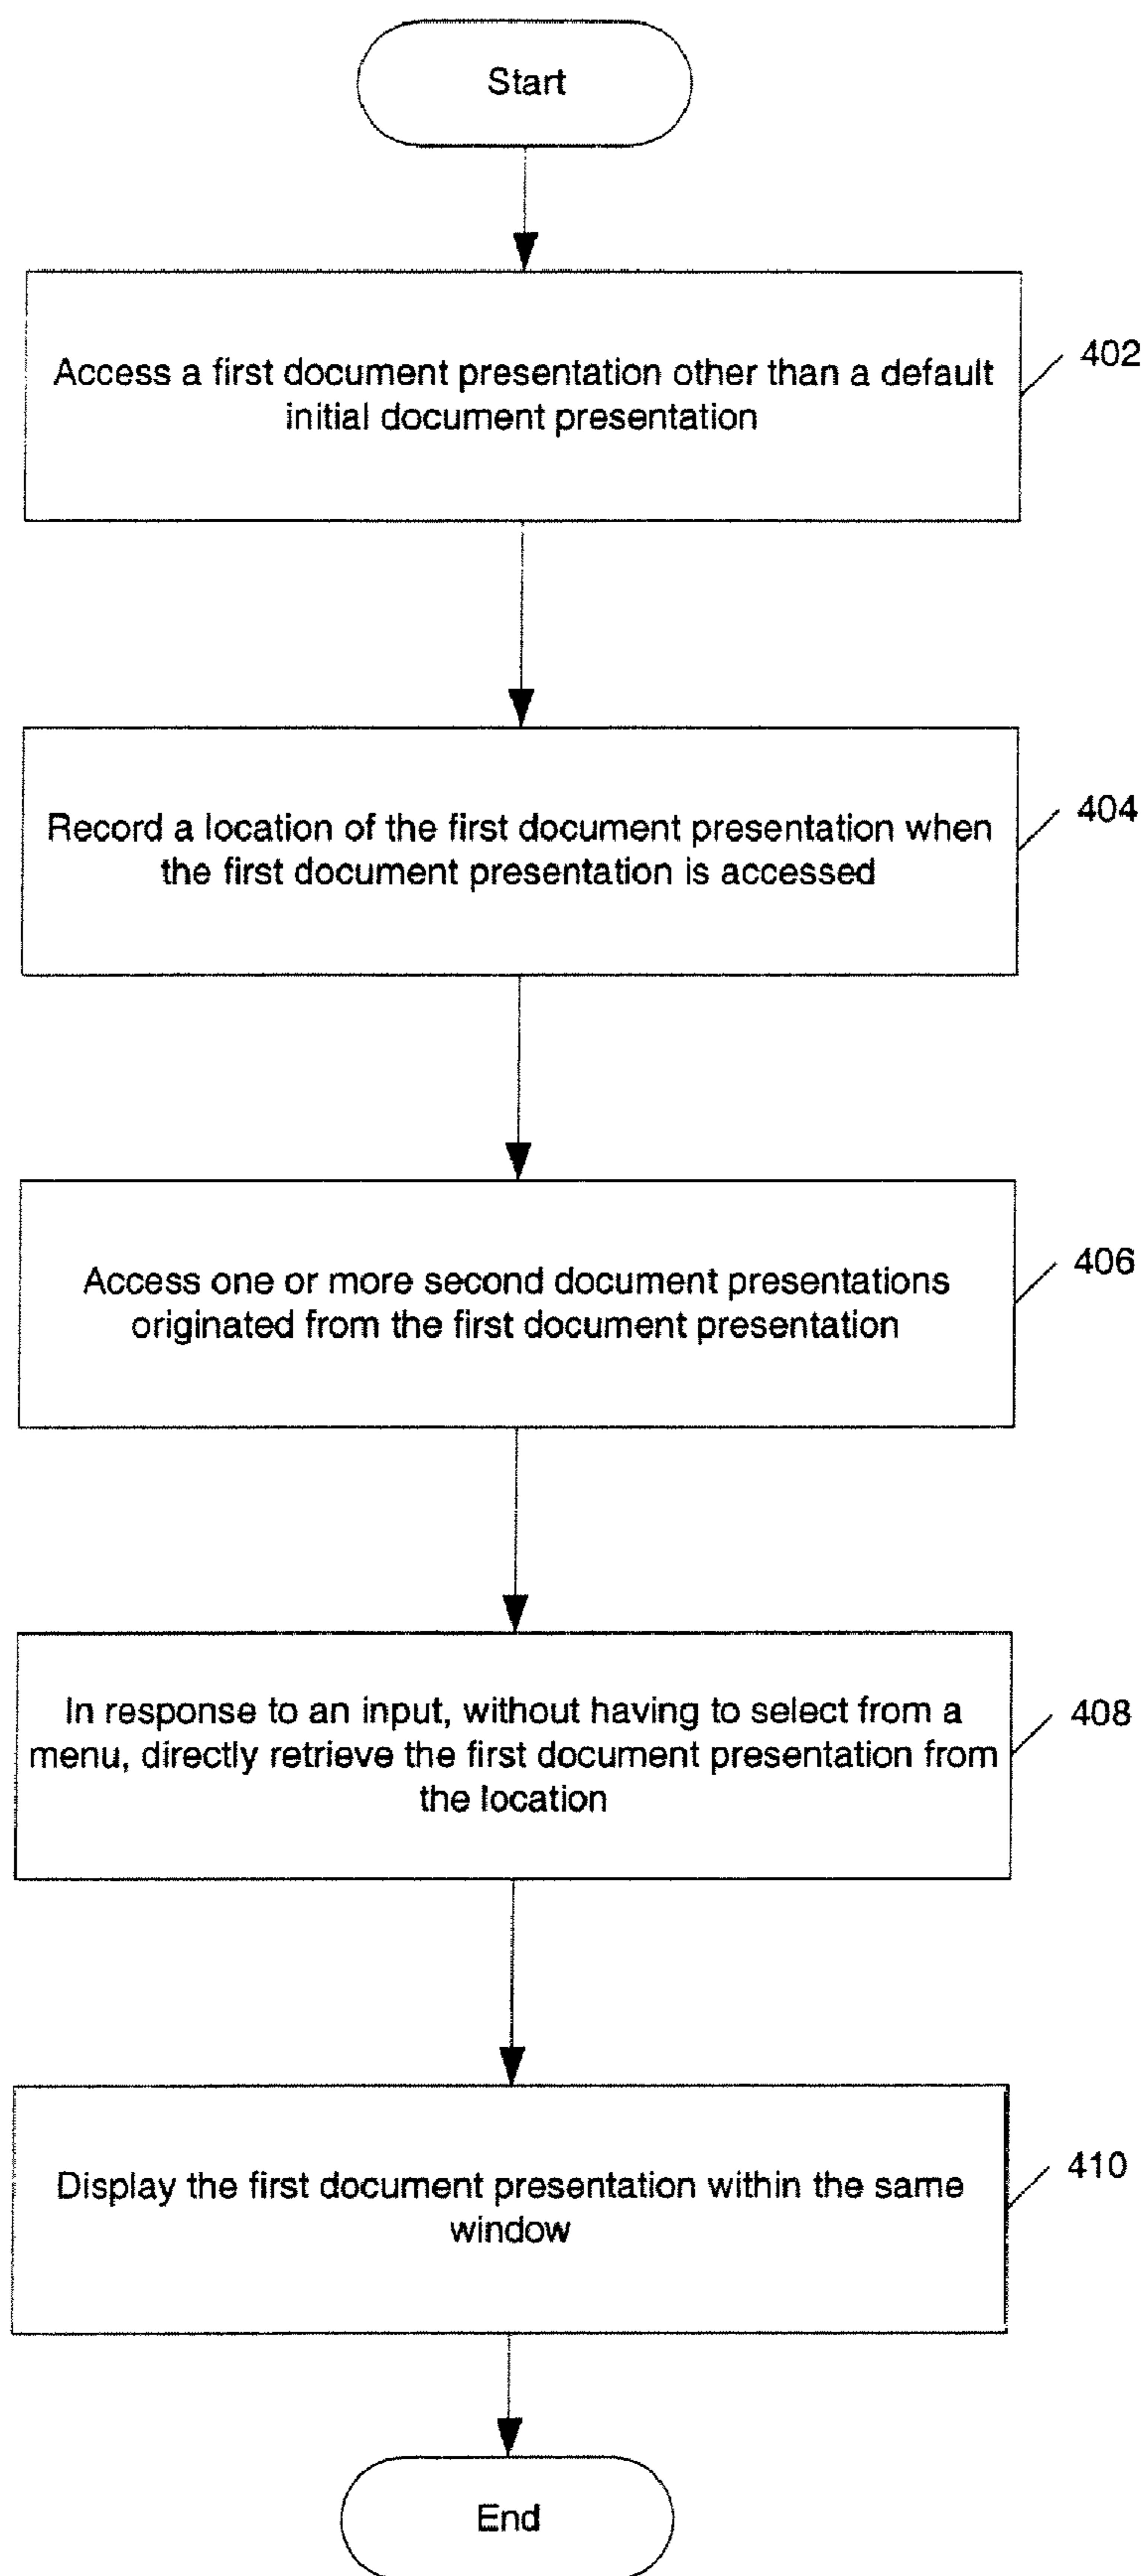 Start
Access a first document presentation other than a default
initial document presentation
402
Record a location of the first document presentation when
the first document presentation is accessed
404
Access one or more second document presentations
originated from the first document presentation
406
In response to an input, without having to select from a
menu, directly retrieve the first document presentation from
the location
408
Display the first document presentation within the same
window
410
End